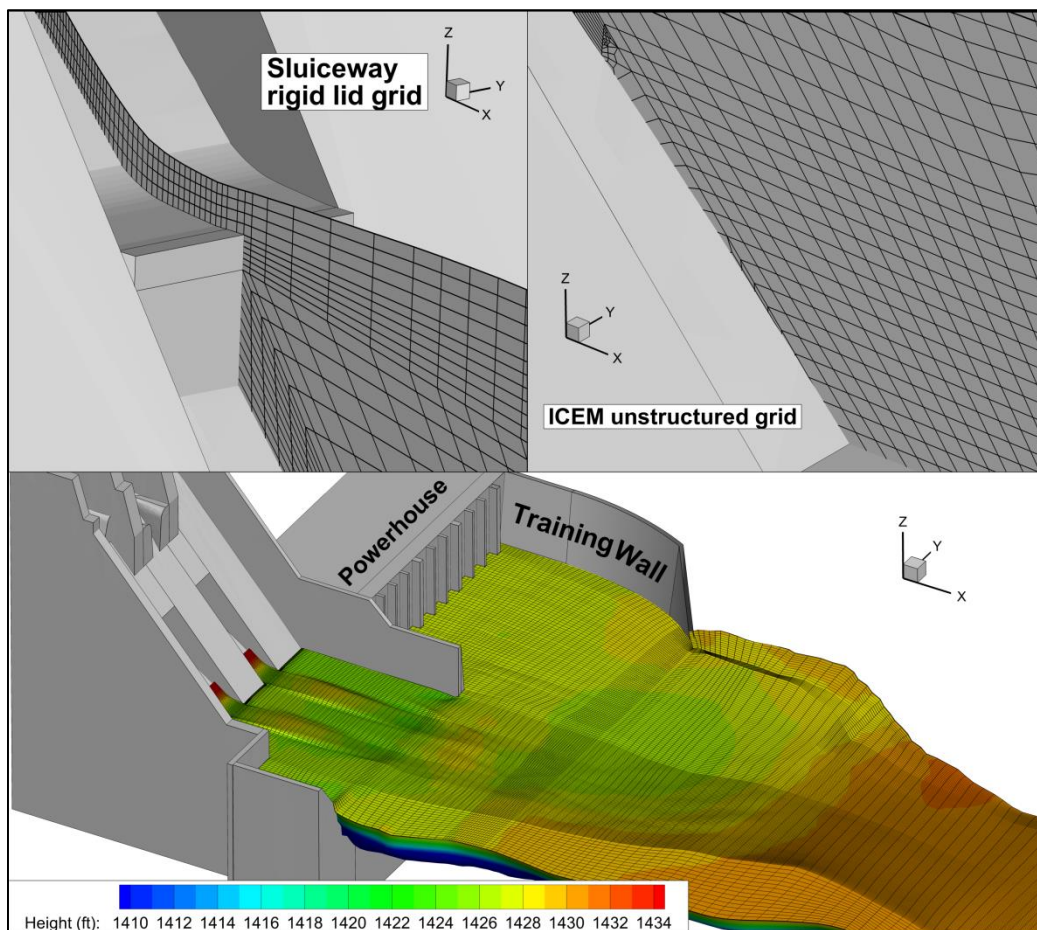 Sluiceway
rigid lid grid
Z
Y
X
Z
Y
X
ICEM unstructured grid
Powerhouse
Training Wall
Z
Y
X
Height (ft): 1410 1412 1414 1416 1418 1420 1422 1424 1426 1428 1430 1432 1434